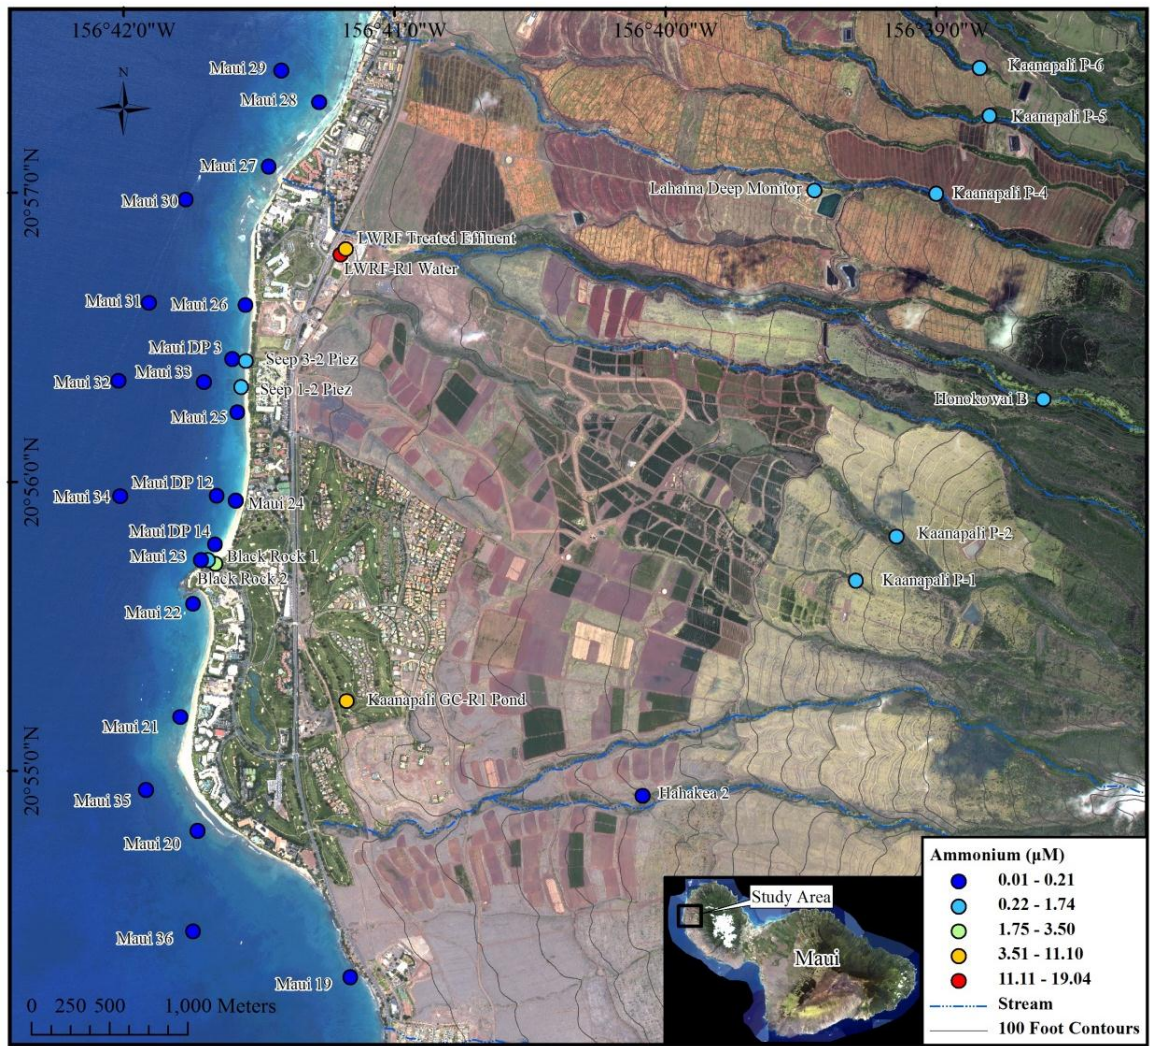 156°42'0"W
156°41'0"W
156°40'0"W
156°39'0"W
N
Maui 29
Kaanapali P-6
Maui 28
Kaanapali P-5
20°57'0"N
Maui 27
Lahaina Deep Monitor
Kaanapali P-4
Maui 30
LWRF Treated Effluent
LWRF-R1 Water
Maui 31
Maui 26
Maui DP 3
Seep 3-2 Piez
Maui 32
Maui 33
Seep 1-2 Piez
Honokowai B
Maui 25
20°56'0"N
Maui 34
Maui DP 12
Maui 24
Maui DP 14
Kaanapali P-2
Maui 23
Black Rock 1
Black Rock 2
Kaanapali P-1
Maui 22
Kaanapali GC-R1 Pond
Maui 21
20°55'0"N
Maui 35
Hahakea 2
Maui 20
Maui 36
Maui 19
0 250 500 1,000 Meters
Study Area
Maui
Ammonium (µM)
0.01 - 0.21
0.22 - 1.74
1.75 - 3.50
3.51 - 11.10
11.11 - 19.04
Stream
100 Foot Contours